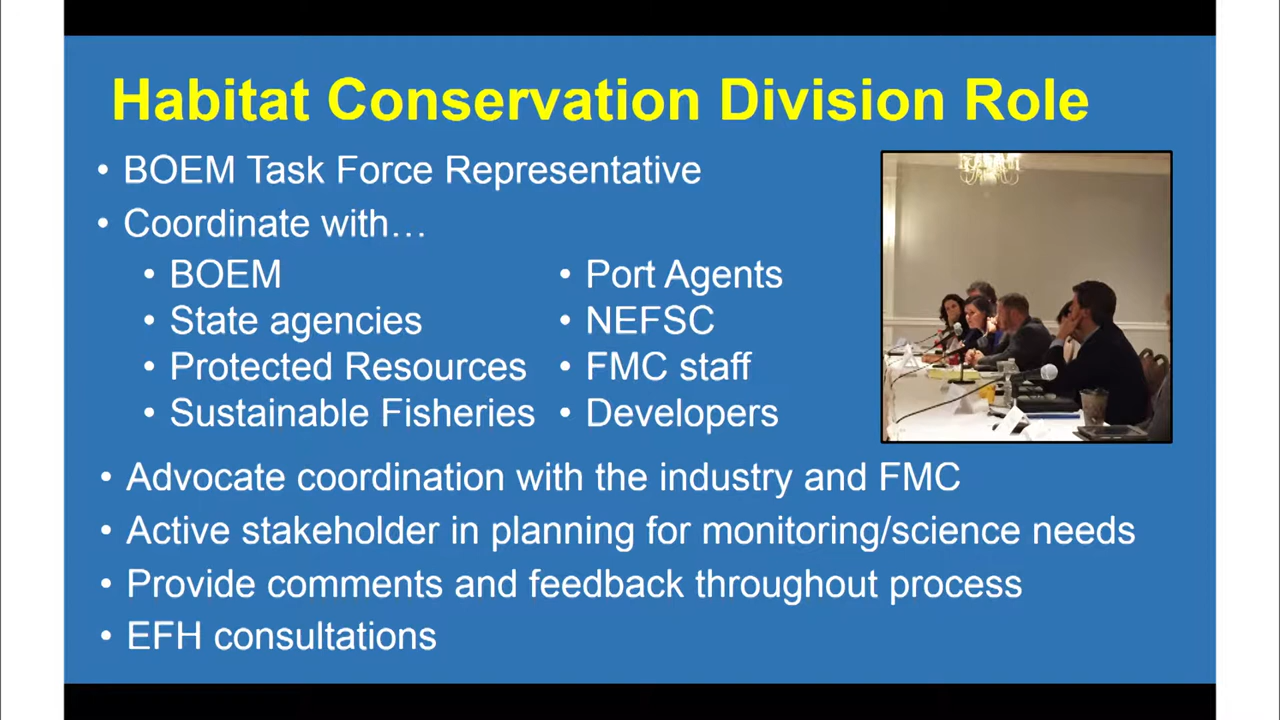 Habitat Conservation Division Role
• BOEM Task Force Representative
• Coordinate with…
• BOEM
• State agencies
• Protected Resources
• Sustainable Fisheries
• Port Agents
• NEFSC
• FMC staff
• Developers
• Advocate coordination with the industry and FMC
• Active stakeholder in planning for monitoring/science needs
• Provide comments and feedback throughout process
• EFH consultations